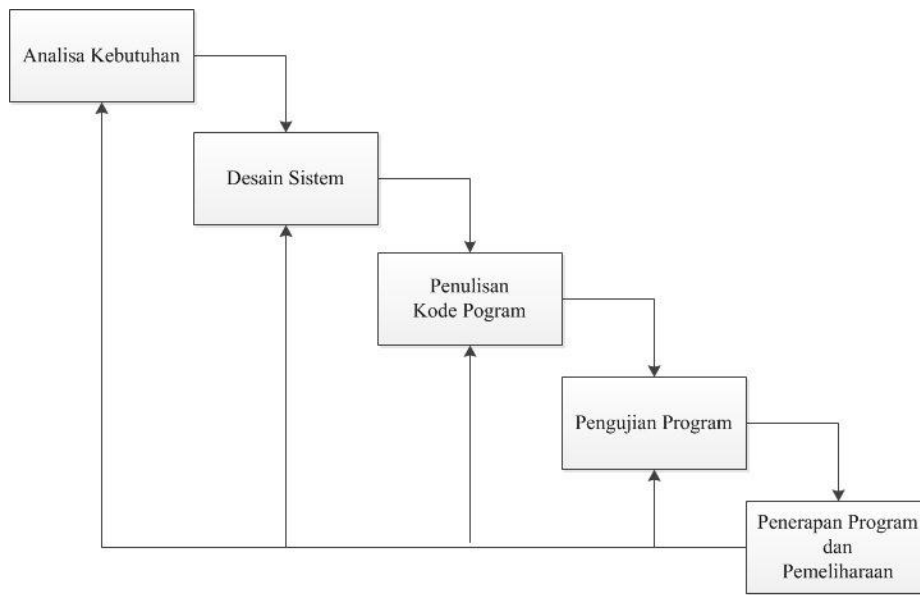 Analisa Kebutuhan
Desain Sistem
Penulisan
Kode Pogram
Pengujian Program
Penerapan Program
dan
Pemeliharaan